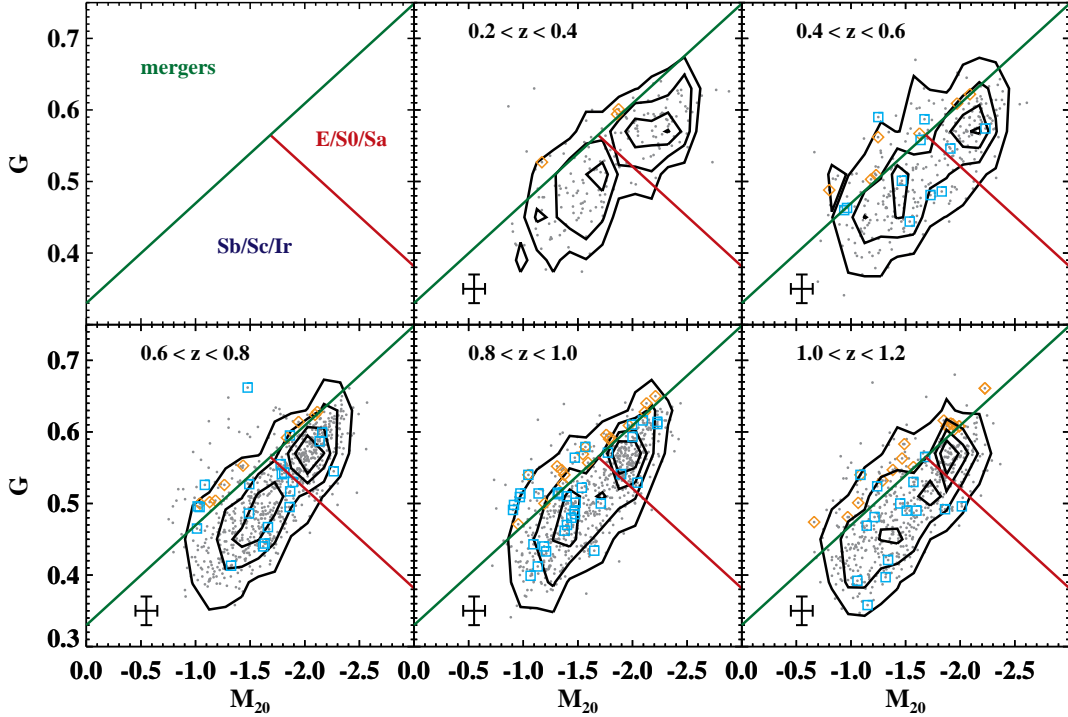 G
0.7
0.6
0.5
0.4
mergers
E/S0/Sa
Sb/Sc/Ir
0.2 < z < 0.4
0.4 < z < 0.6
G
0.7
0.6
0.5
0.4
0.3
0.6 < z < 0.8
0.8 < z < 1.0
1.0 < z < 1.2
0.0 -0.5 -1.0 -1.5 -2.0 -2.5
0.0 -0.5 -1.0 -1.5 -2.0 -2.5
0.0 -0.5 -1.0 -1.5 -2.0 -2.5
M20
M20
M20